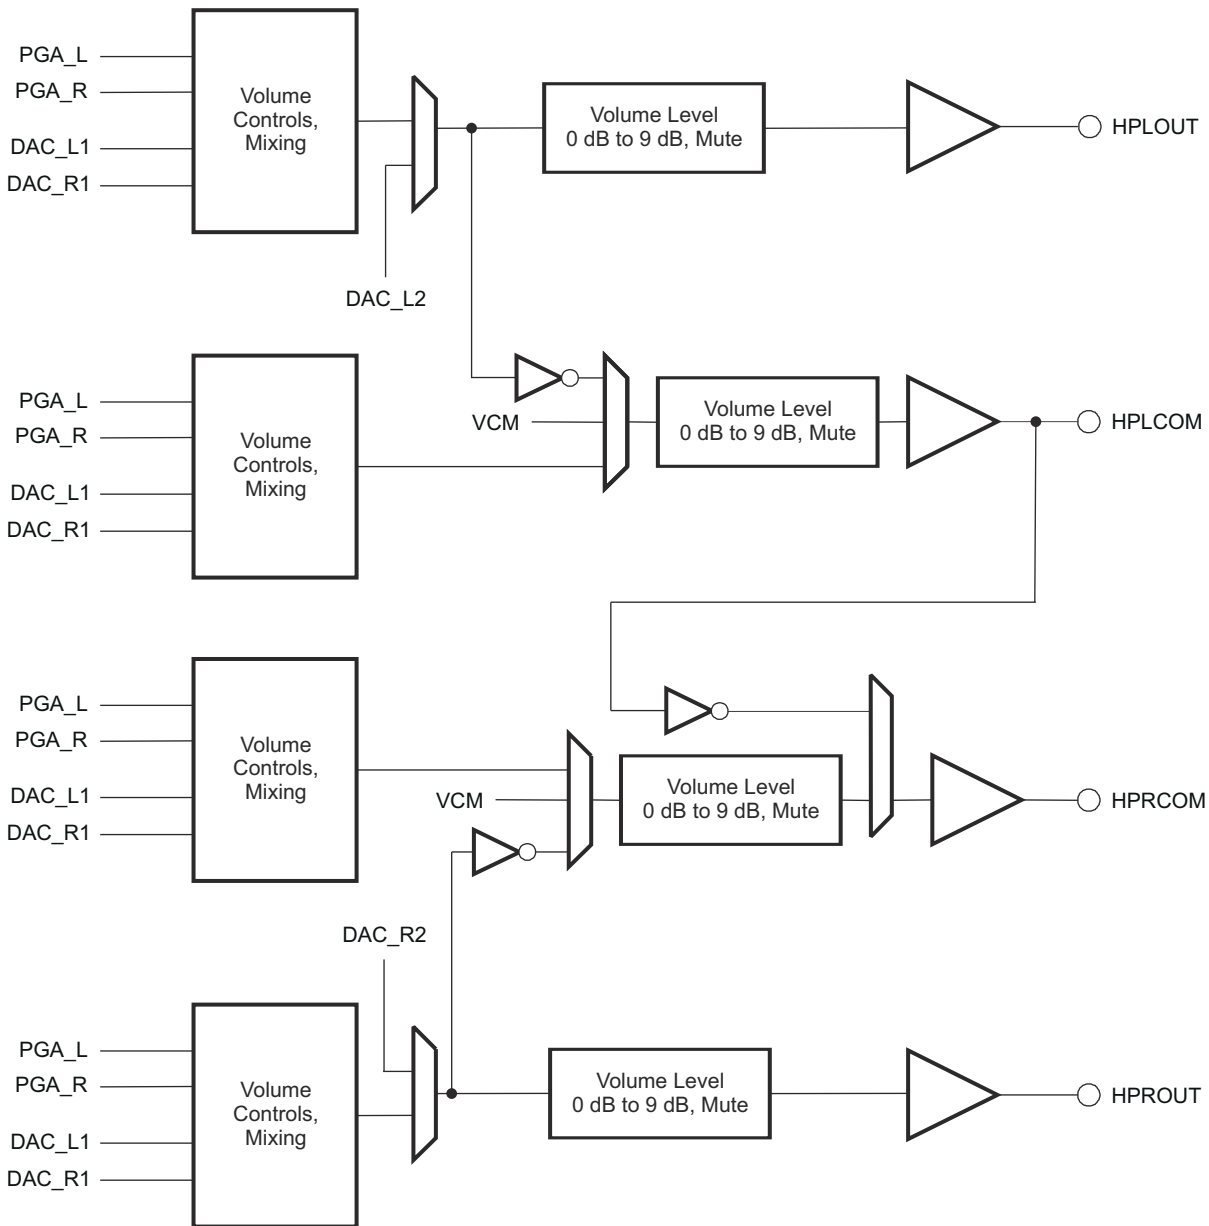 PGA_L
PGA_R
DAC_L1
DAC_R1
Volume
Controls,
Mixing
DAC_L2
Volume Level
0 dB to 9 dB, Mute
HPLOUT
PGA_L
PGA_R
DAC_L1
DAC_R1
Volume
Controls,
Mixing
VCM
Volume Level
0 dB to 9 dB, Mute
HPLCOM
PGA_L
PGA_R
DAC_L1
DAC_R1
Volume
Controls,
Mixing
VCM
Volume Level
0 dB to 9 dB, Mute
HPRCOM
DAC_R2
PGA_L
PGA_R
DAC_L1
DAC_R1
Volume
Controls,
Mixing
Volume Level
0 dB to 9 dB, Mute
HPROUT